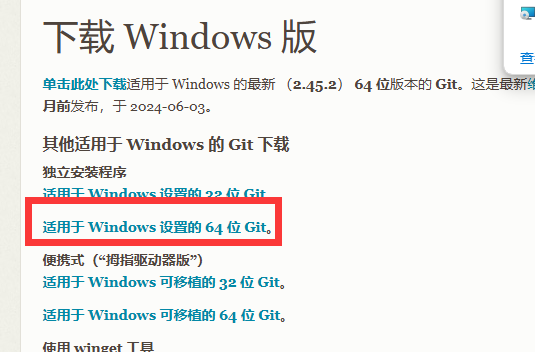 下载 Windows 版
单击此处下载适用于 Windows 的最新 （2.45.2） 64 位版本的 Git。这是最新
月前发布，于 2024-06-03。
其他适用于 Windows 的 Git 下载
独立安装程序
适用于 Windows 设置的 32 位 Git
适用于 Windows 设置的 64 位 Git。
便携式（“拇指驱动器版”）
适用于 Windows 可移植的 32 位 Git。
适用于 Windows 可移植的 64 位 Git。
使用 winget 工具